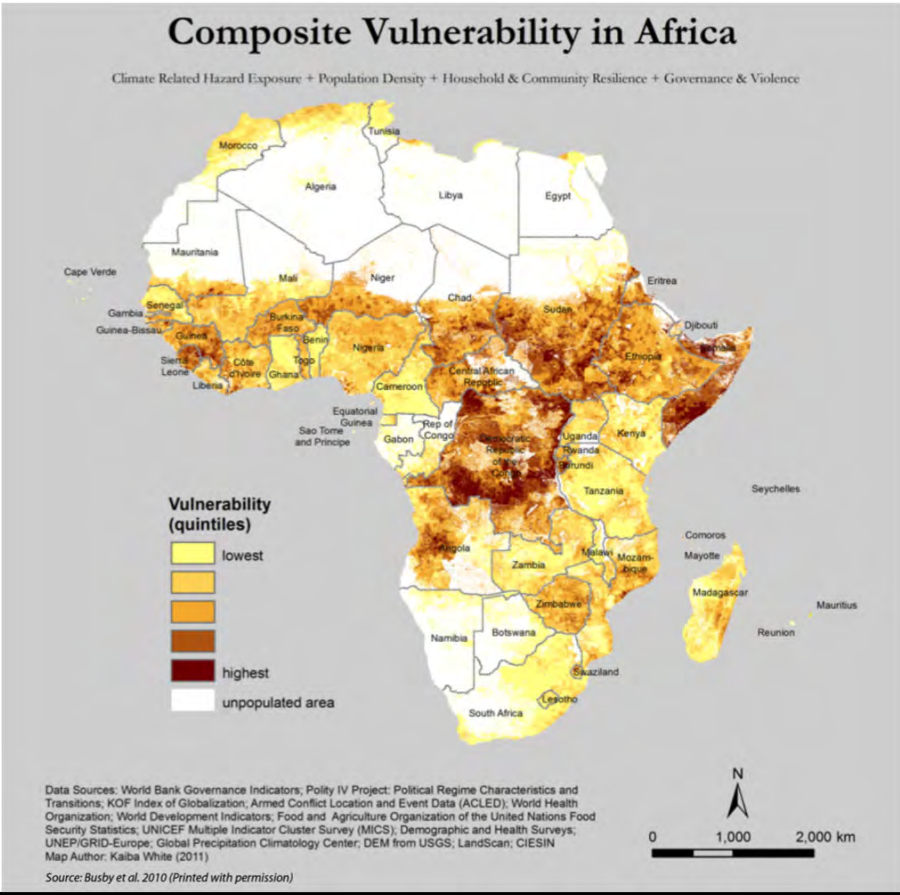 Composite Vulnerability in Africa
Climate Related Hazard Exposure + Population Density + Household & Community Resilience + Governance & Violence
Tunisia
Morocco
Algeria
Libya
Egypt
Mauritania
Cape Verde
Mali
Niger
Eritrea
Chad
Senegal
Sudan
Gambia
Burkina
Faso
Djibouti
Guinea-Bissau
Guinea
Benin
Nigeria
Somalia
Ethiopia
Sierra
Leone
Côte
d'Ivoire
Togo
Ghana
Central African
Republic
Liberia
Cameroon
Equatorial
Guinea
Rep of
Congo
Sao Tome
and Principe
Gabon
Democratic
Republic
of the
Uganda
Kenya
Rwanda
Burundi
Tanzania
Seychelles
Vulnerability
(quintiles)
lowest
highest
unpopulated area
Comoros
Mayotte
Angola
Malawi
Mozam-
bique
Zambia
Madagascar
Zimbabwe
Mauritius
Reunion
Namibia
Botswana
Swaziland
Lesotho
South Africa
N
0 1,000 2,000 km
Data Sources: World Bank Governance Indicators; Polity IV Project: Political Regime Characteristics and
Transitions; KOF Index of Globalization; Armed Conflict Location and Event Data (ACLED); World Health
Organization; World Development Indicators; Food and Agriculture Organization of the United Nations Food
Security Statistics; UNICEF Multiple Indicator Cluster Survey (MICS); Demographic and Health Surveys;
UNEP/GRID-Europe; Global Precipitation Climatology Center; DEM from USGS; LandScan; CIESIN
Map Author: Kaiba White (2011)
Source: Busby et al. 2010 (Printed with permission)